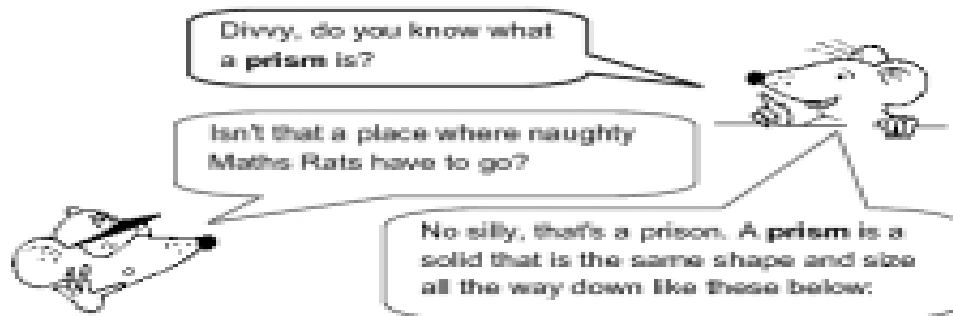 Divvy, do you know what
a prism is?
Isn't that a place where naughty
Maths Rats have to go?
No silly, that's a prison. A prism is a
solid that is the same shape and size
all the way down like these below: